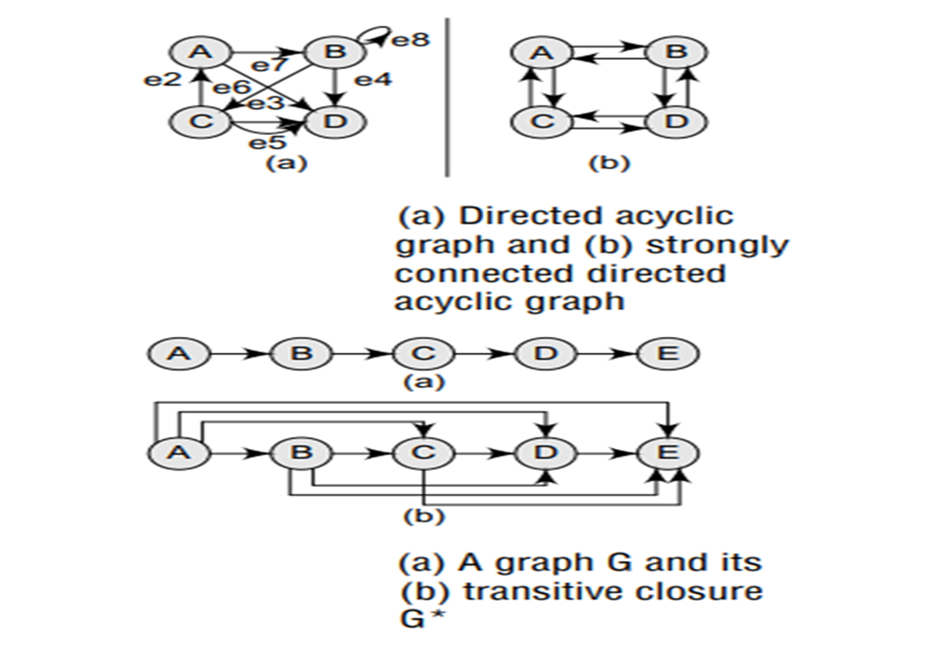 A B e8
e7
e2 e6 e4
e3
C D
e5
(a)
A B
C D
(b)
(a) Directed acyclic
graph and (b) strongly
connected directed
acyclic graph
A B C D E
(a)
A B C D E
(b)
(a) A graph G and its
(b) transitive closure
G*